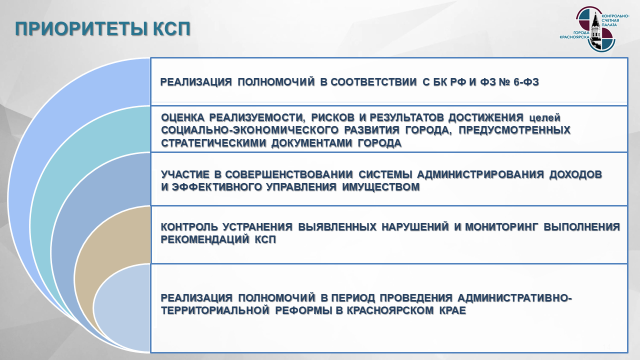 ПРИОРИТЕТЫ КСП
КОНТРОЛЬНО-
СЧЕТНАЯ
ПАЛАТА
ГОРОДА
КРАСНОЯРСКА
РЕАЛИЗАЦИЯ ПОЛНОМОЧИЙ В СООТВЕТСТВИИ С БК РФ И ФЗ № 6-ФЗ
ОЦЕНКА РЕАЛИЗУЕМОСТИ, РИСКОВ И РЕЗУЛЬТАТОВ ДОСТИЖЕНИЯ целей
СОЦИАЛЬНО-ЭКОНОМИЧЕСКОГО РАЗВИТИЯ ГОРОДА, ПРЕДУСМОТРЕННЫХ
СТРАТЕГИЧЕСКИМИ ДОКУМЕНТАМИ ГОРОДА
УЧАСТИЕ В СОВЕРШЕНСТВОВАНИИ СИСТЕМЫ АДМИНИСТРИРОВАНИЯ ДОХОДОВ
И ЭФФЕКТИВНОГО УПРАВЛЕНИЯ ИМУЩЕСТВОМ
КОНТРОЛЬ УСТРАНЕНИЯ ВЫЯВЛЕННЫХ НАРУШЕНИЙ И МОНИТОРИНГ ВЫПОЛНЕНИЯ
РЕКОМЕНДАЦИЙ КСП
РЕАЛИЗАЦИЯ ПОЛНОМОЧИЙ В ПЕРИОД ПРОВЕДЕНИЯ АДМИНИСТРАТИВНО-
ТЕРРИТОРИАЛЬНОЙ РЕФОРМЫ В КРАСНОЯРСКОМ КРАЕ